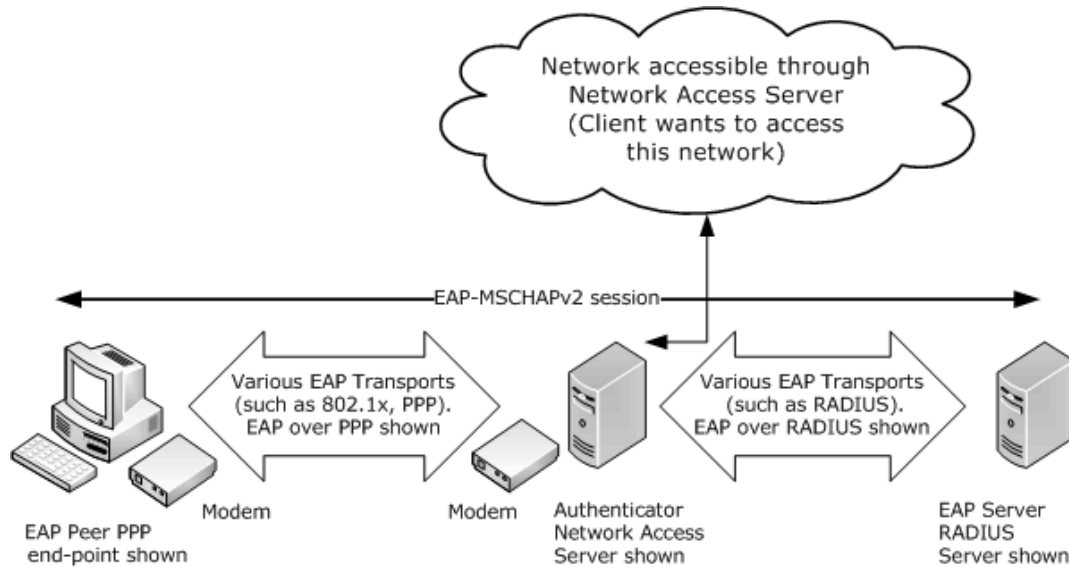 Network accessible through
Network Access Server
(Client wants to access
this network)
EAP-MSCHAPv2 session
Various EAP Transports
(such as 802.1x, PPP).
EAP over PPP shown
Various EAP Transports
(such as RADIUS).
EAP over RADIUS shown
EAP Peer PPP
end-point shown
Modem
Modem
Authenticator
Network Access
Server shown
EAP Server
RADIUS
Server shown